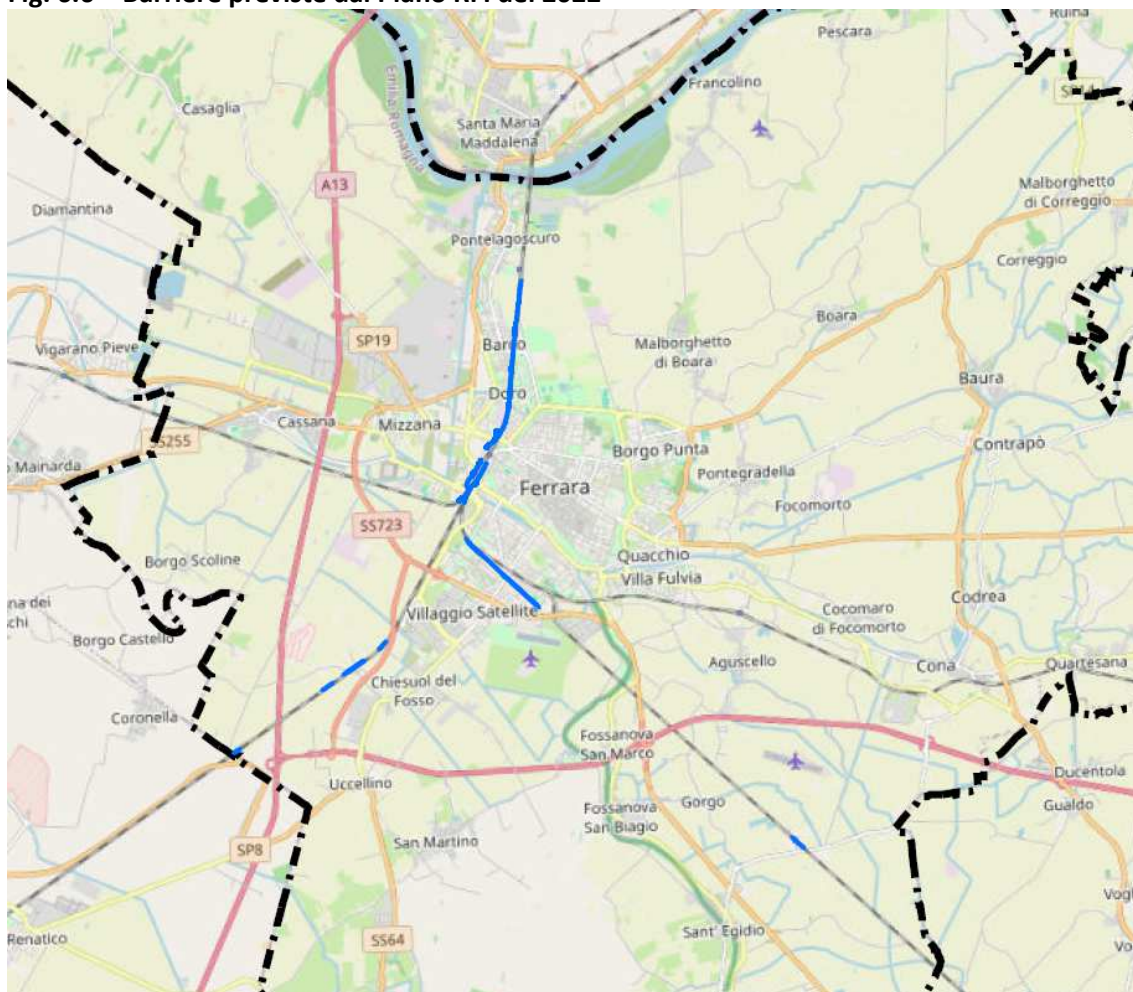 Barriere previste dal Piano RFI del 2022
Ruina
Pescara
Francolino
Casaglia
Emilia-Romagna
Santa Maria
Maddalena
A13
Malborghetto
di Correggio
Diamantina
Pontelagoscuro
Correggio
Boara
SP19
Vigarano Pieve
Barco
Malborghetto
di Boara
Doro
Baura
Cassana
Mizzana
SS255
Borgo Punta
Contrapò
Mainarda
Pontegradella
Ferrara
Focomorto
SS723
Borgo Scoline
Quacchio
Villa Fulvia
Codrea
Villaggio Satellite
Cocomaro
di Focomorto
Borgo Castello
Aguscello
Cona
Quartesana
Chiesuol del
Fosso
Coronella
Fossanova
San Marco
Uccellino
Ducentola
Gualdo
Fossanova
San Biagio
Gorgo
San Martino
SP8
Renatico
SS64
Sant' Egidio